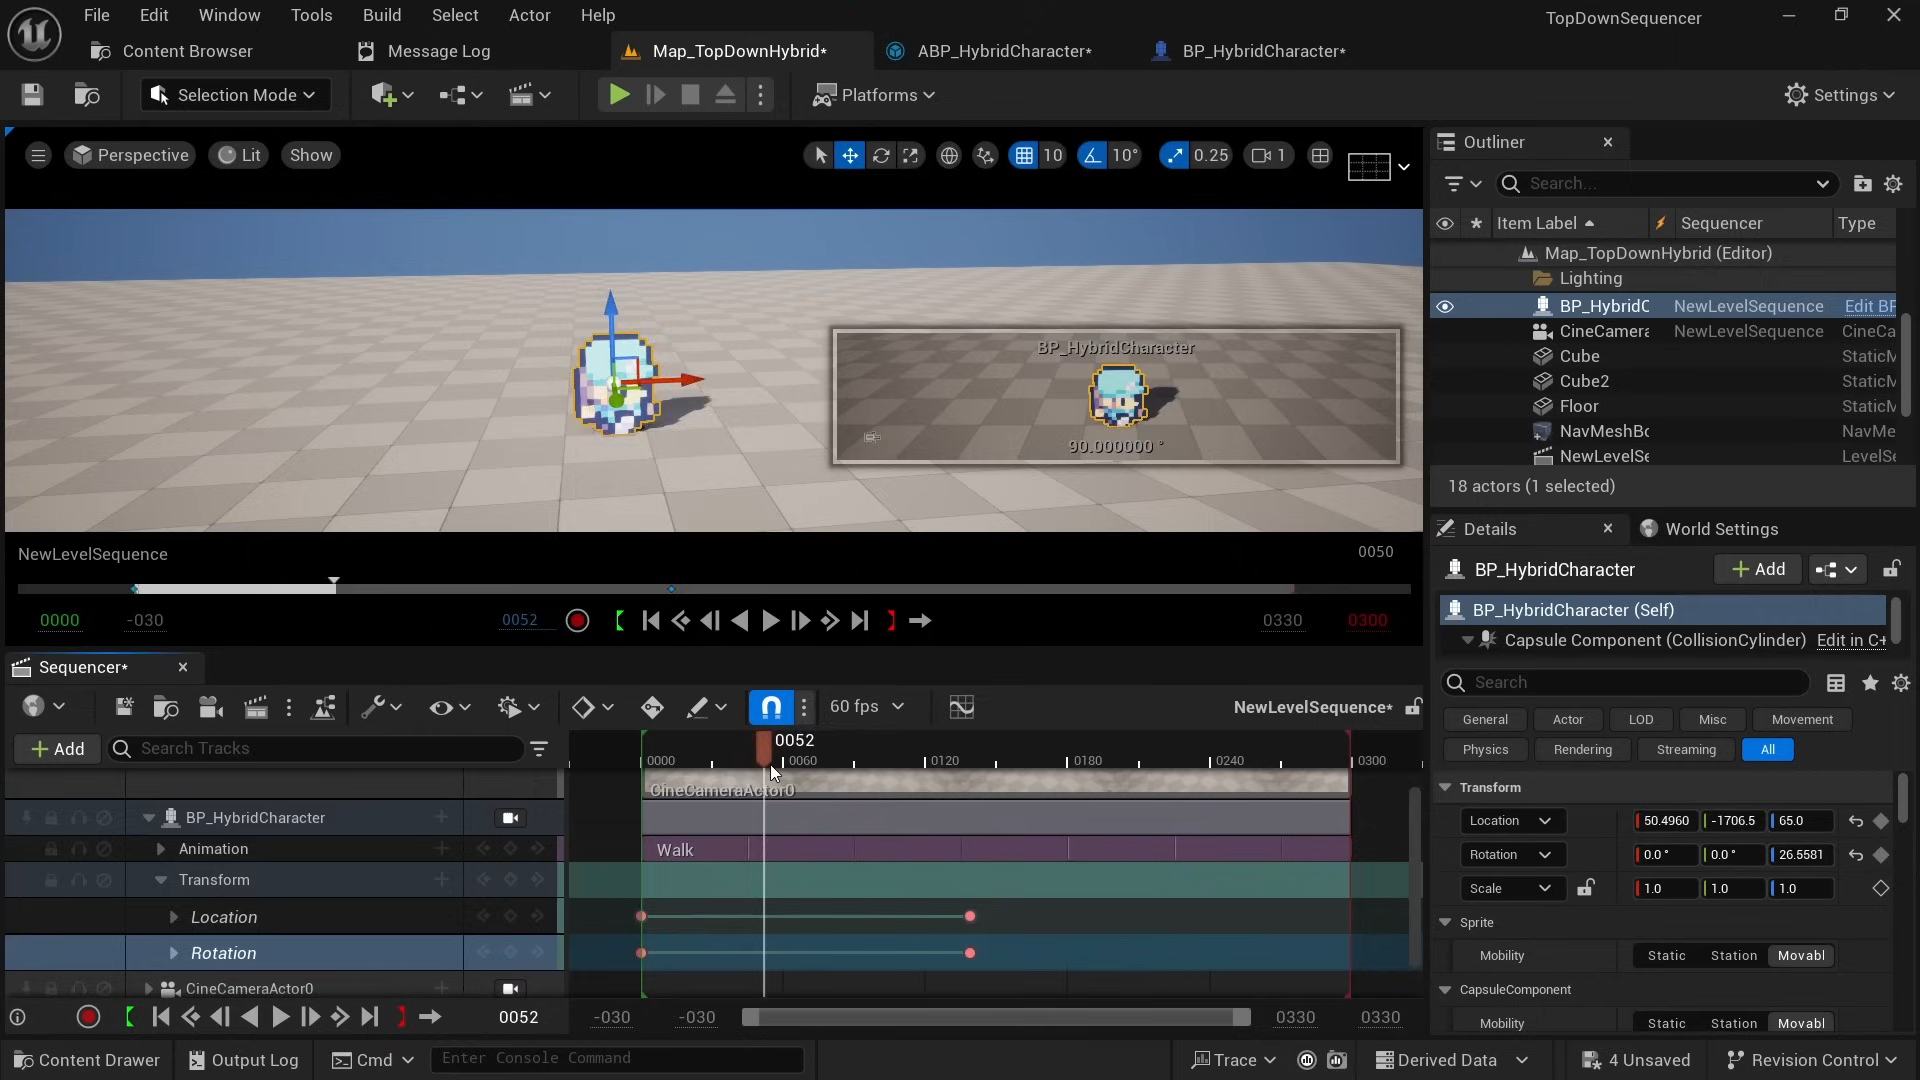 File Edit Window Tools Build Select Actor Help
TopDownSequencer
Content Browser
Message Log
Map_TopDownHybrid*
ABP_HybridCharacter*
BP_HybridCharacter*
Selection Mode
Platforms
Settings
Perspective
Lit
Show
10
10°
0.25
1
BP_HybridCharacter
90.000000 °
NewLevelSequence
0050
0000
-030
0052
0330
0300
Outliner
Search...
Item Label
Sequencer
Type
Map_TopDownHybrid (Editor)
Lighting
BP_HybridC NewLevelSequence Edit BP
CineCamera NewLevelSequence CineCa
Cube StaticM
Cube2 StaticM
Floor StaticM
NavMeshBo NavMe
NewLevelSe LevelSe
18 actors (1 selected)
Details
World Settings
BP_HybridCharacter
Add
BP_HybridCharacter (Self)
Capsule Component (CollisionCylinder) Edit in C+
Search
General Actor LOD Misc Movement
Physics Rendering Streaming All
Transform
Location 50.4960 -1706.5 65.0
Rotation 0.0 ° 0.0 ° 26.5581
Scale 1.0 1.0 1.0
Sprite
Mobility Static Station Movabl
CapsuleComponent
Mobility Static Station Movabl
Sequencer*
60 fps
NewLevelSequence*
Add
Search Tracks
0052
0000 0060 0120 0180 0240 0300
CineCameraActor0
BP_HybridCharacter
Animation
Walk
Transform
Location
Rotation
CineCameraActor0
0052
-030
-030
0330
0330
Content Drawer
Output Log
Cmd
Enter Console Command
Trace
Derived Data
4 Unsaved
Revision Control